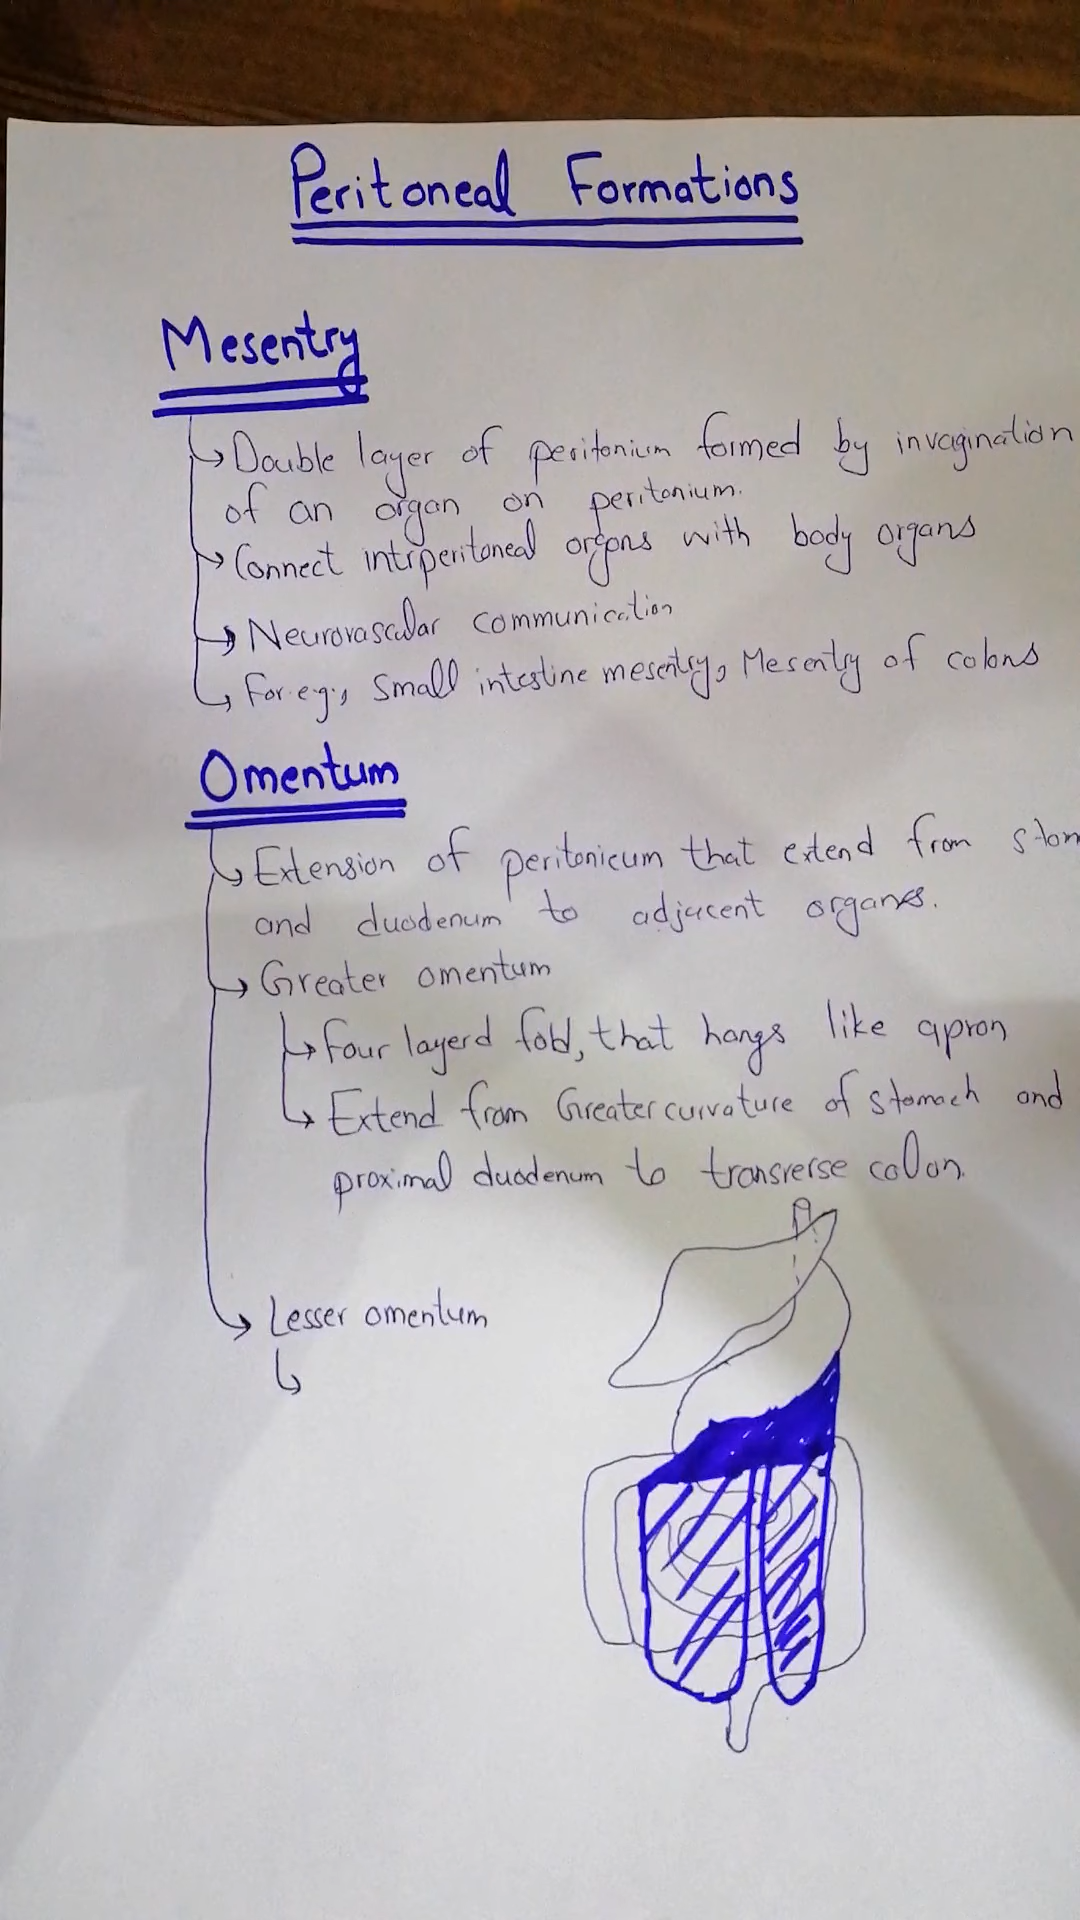 Peritoneal Formations
Mesentry
Double layer of peritonium formed by invagination
of an organ on peritonium.
Connect intrperitoneal organs with body organs
Neurovascular communication
For e.g., Small intestine mesentry, Mesentry of colons
Omentum
Extension of peritonicum that extend from stom
and duodenum to adjacent organs.
Greater omentum
Four layerd fold, that hangs like apron
Extend from Greater curvature of stomach and
proximal duodenum to transverse colon.
Lesser omentum